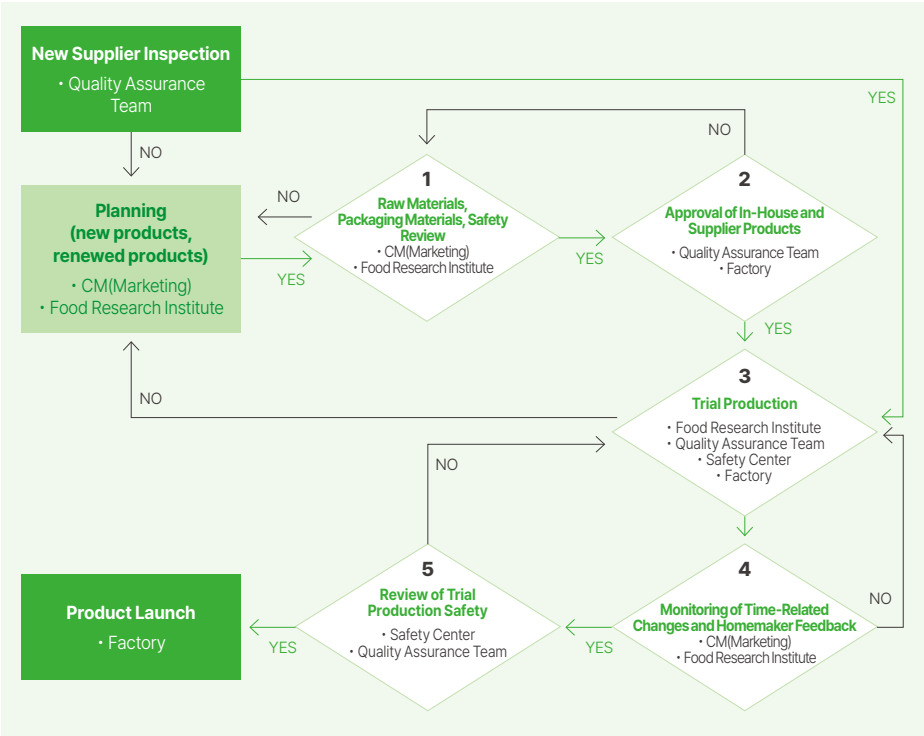 New Supplier Inspection
· Quality Assurance
Team
YES
NO
NO
Planning
(new products,
renewed products)
· CM(Marketing)
· Food Research Institute
NO
YES
1
Raw Materials,
Packaging Materials, Safety
Review
· CM(Marketing)
· Food Research Institute
YES
2
Approval of In-House and
Supplier Products
· Quality Assurance Team
· Factory
YES
NO
3
Trial Production
· Food Research Institute
· Quality Assurance Team
· Safety Center
· Factory
NO
NO
4
Monitoring of Time-Related
Changes and Homemaker Feedback
· CM(Marketing)
· Food Research Institute
YES
5
Review of Trial
Production Safety
· Safety Center
· Quality Assurance Team
YES
Product Launch
· Factory